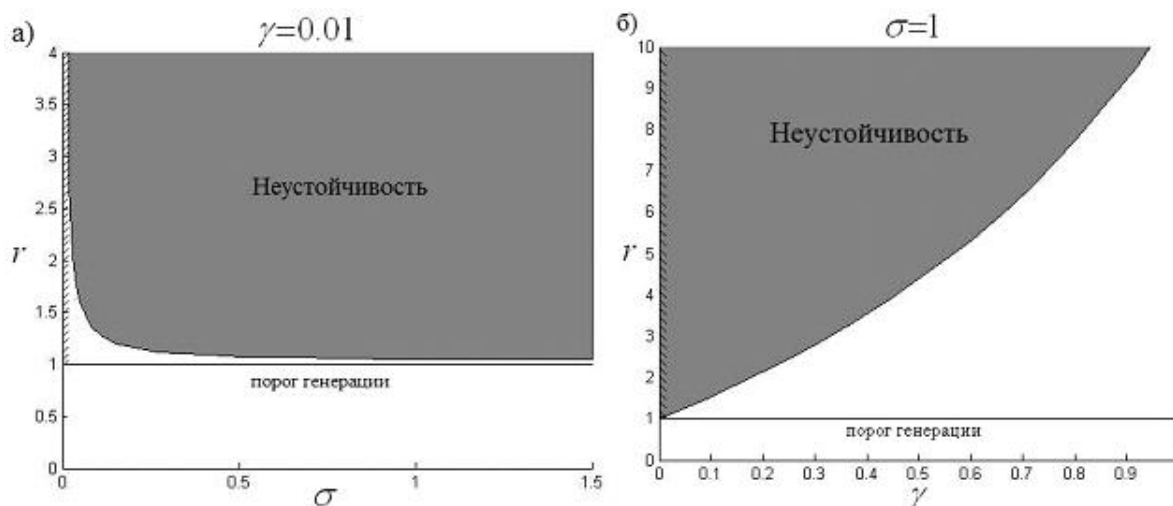 а)
γ=0.01
4
3.5
3
2.5
2
1.5
1
0.5
0
r
Неустойчивость
порог генерации
0
0.5
1
1.5
σ
б)
σ=1
10
9
8
7
6
5
4
3
2
1
0
r
Неустойчивость
порог генерации
0
0.1
0.2
0.3
0.4
0.5
0.6
0.7
0.8
0.9
γ